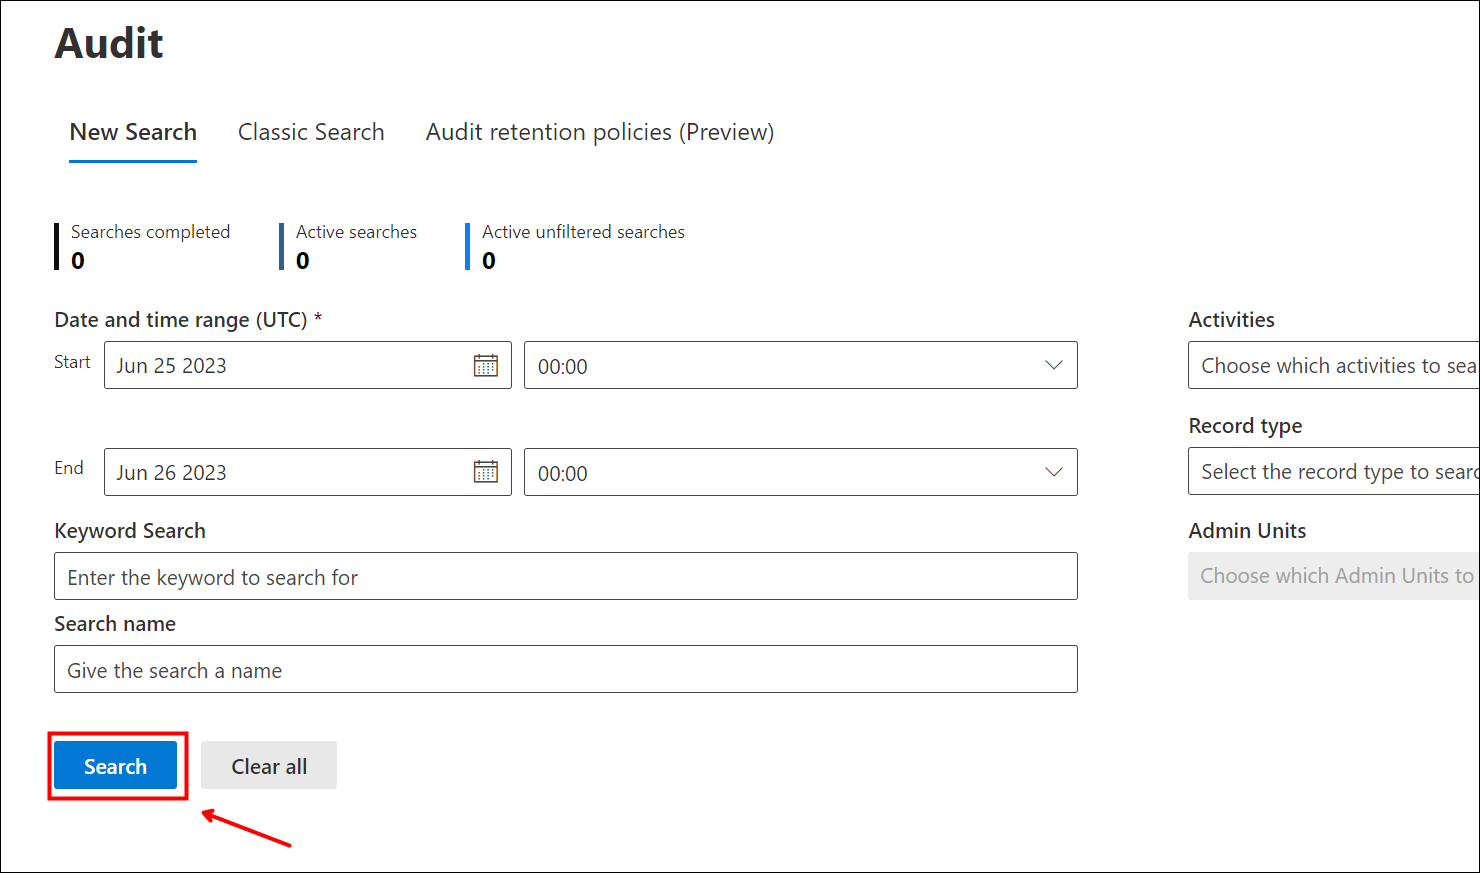 Audit
New Search Classic Search Audit retention policies (Preview)
Searches completed Active searches Active unfiltered searches
0 0 0
Date and time range (UTC) *
Start Jun 25 2023 00:00
End Jun 26 2023 00:00
Keyword Search
Enter the keyword to search for
Search name
Give the search a name
Search Clear all
Activities
Choose which activities to sea
Record type
Select the record type to searc
Admin Units
Choose which Admin Units to